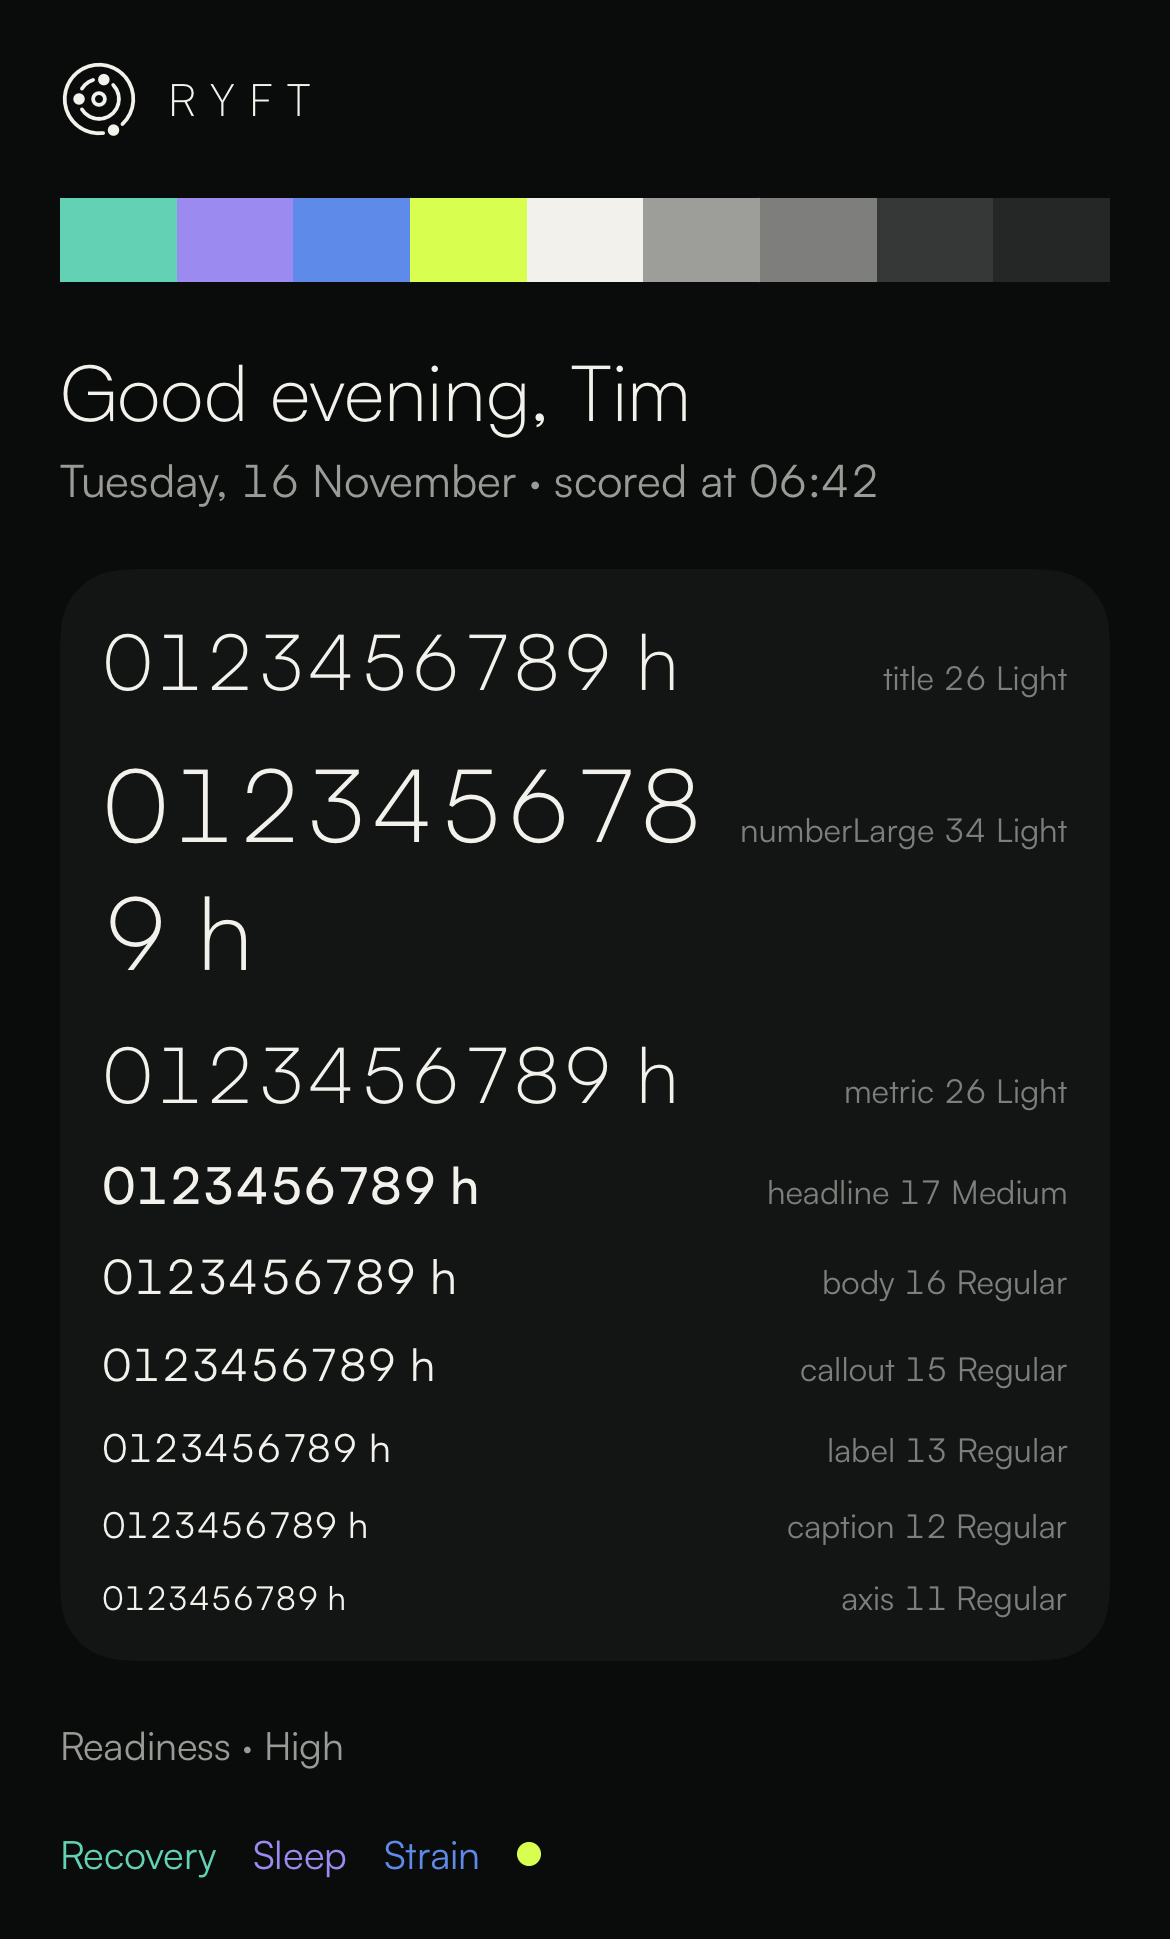 RYFT
Good evening, Tim
Tuesday, 16 November · scored at 06:42
0123456789 h
title 26 Light
012345678
numberLarge 34 Light
9 h
0123456789 h
metric 26 Light
0123456789 h
headline 17 Medium
0123456789 h
body 16 Regular
0123456789 h
callout 15 Regular
0123456789 h
label 13 Regular
0123456789 h
caption 12 Regular
0123456789 h
axis 11 Regular
Readiness · High
Recovery Sleep Strain